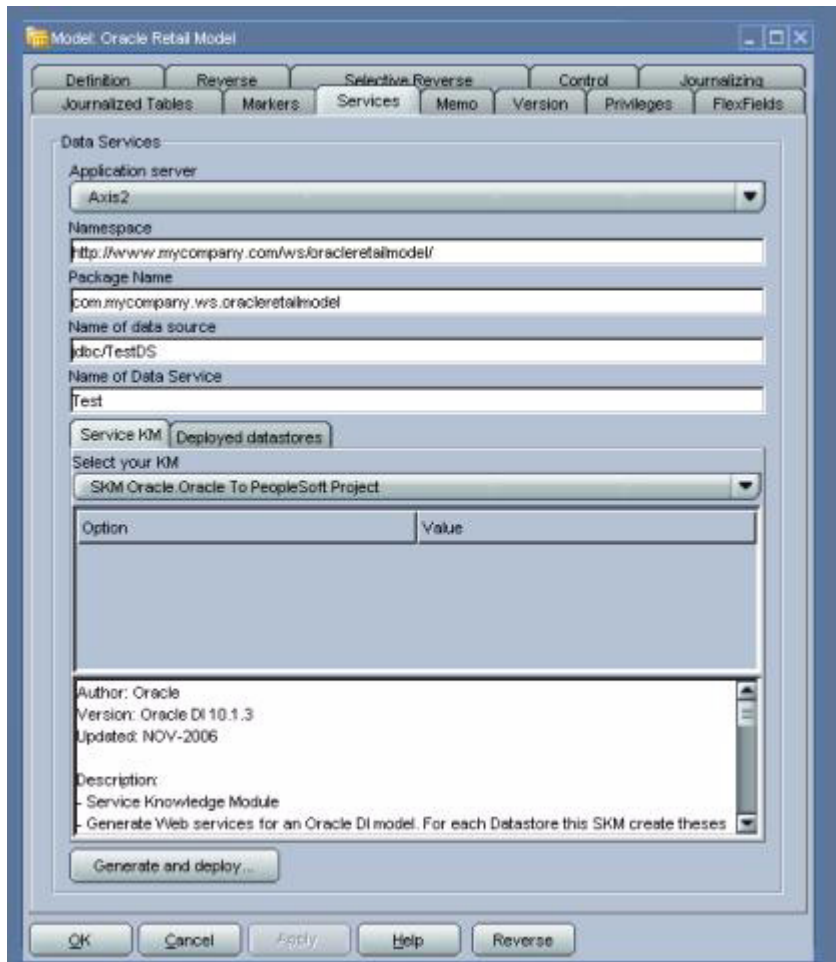 Model: Oracle Retail Model
Definition Reverse Selective Reverse Control Journalizing
Journalized Tables Markers Services Memo Version Privileges FlexFields
Data Services
Application server
Axis2
Namespace
http://www.mycompany.com/ws/oracleretailmodel/
Package Name
com.mycompany.ws.oracleretailmodel
Name of data source
jdbc/TestDS
Name of Data Service
Test
Service KM Deployed datastores
Select your KM
SKM Oracle.Oracle To PeopleSoft Project
Option Value
Author: Oracle
Version: Oracle DI 10.1.3
Updated: NOV-2006
Description:
- Service Knowledge Module
- Generate Web services for an Oracle DI model. For each Datastore this SKM create theses
Generate and deploy...
OK Cancel Apply Help Reverse